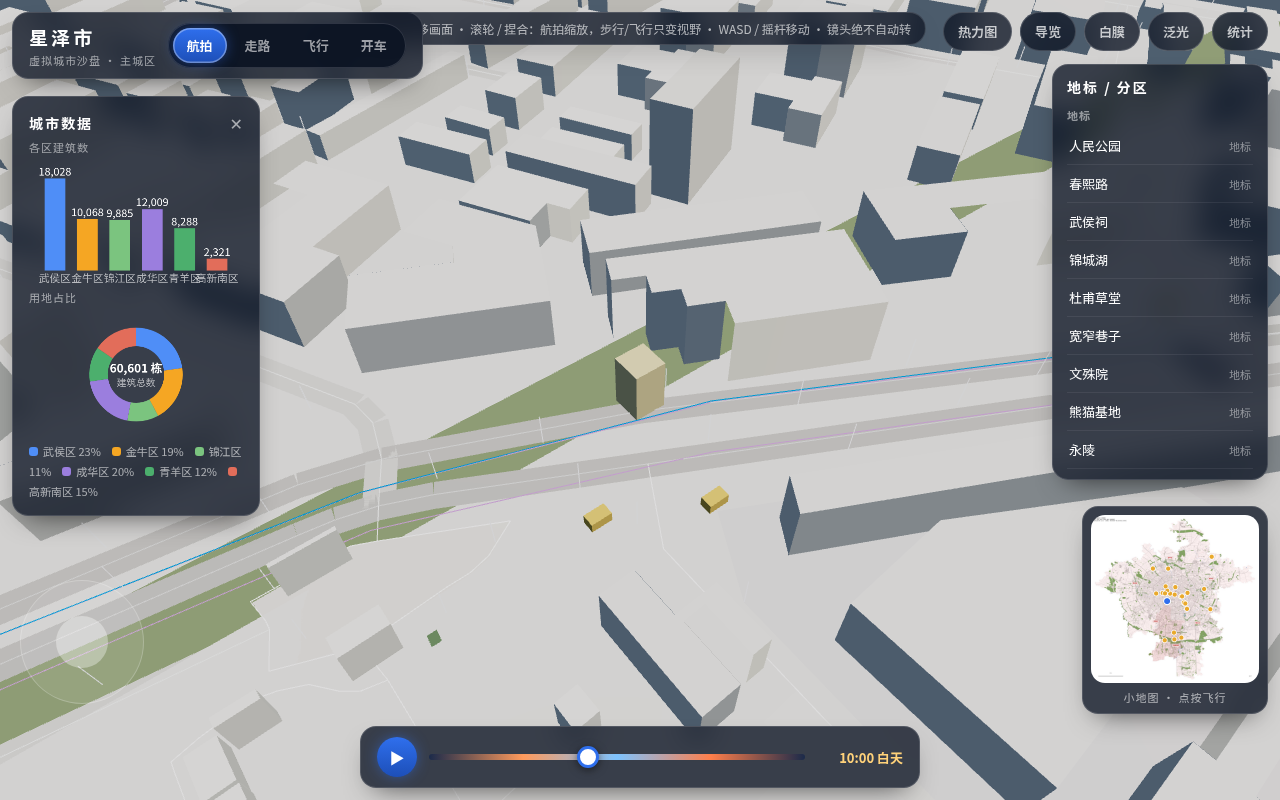 星泽市
虚拟城市沙盘 · 主城区
航拍
走路
飞行
开车
移画面 · 滚轮 / 捏合：航拍缩放，步行/飞行只变视野 · WASD / 摇杆移动 · 镜头绝不自动转
热力图
导览
白膜
泛光
统计
城市数据
✕
各区建筑数
18,028
10,068
9,885
12,009
8,288
2,321
武侯区
金牛区
锦江区
成华区
青羊区
高新南区
用地占比
60,601 栋
建筑总数
武侯区 23% 金牛区 19% 锦江区
11% 成华区 20% 青羊区 12%
高新南区 15%
地标 / 分区
地标
人民公园 地标
春熙路 地标
武侯祠 地标
锦城湖 地标
杜甫草堂 地标
宽窄巷子 地标
文殊院 地标
熊猫基地 地标
永陵 地标
小地图 · 点按飞行
10:00 白天